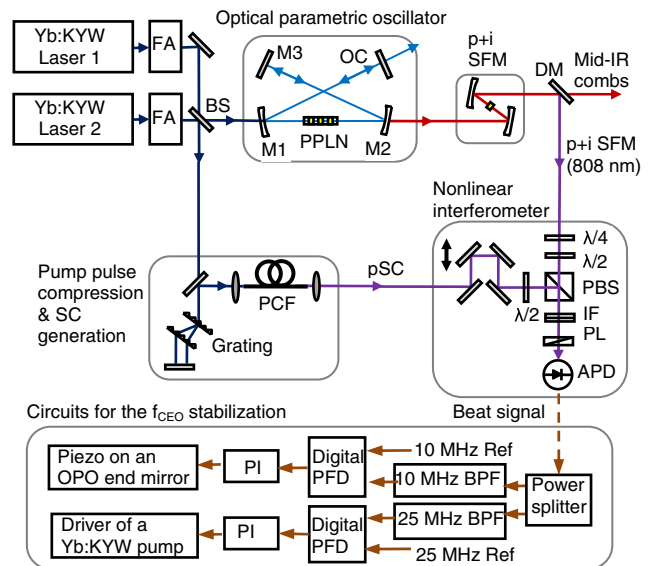 Optical parametric oscillator
Yb:KYW
Laser 1
FA
M3
OC
p+i
SFM
DM
Mid-IR
combs
Yb:KYW
Laser 2
FA
BS
PPLN
M1
M2
p+i SFM
(808 nm)
Nonlinear
interferometer
λ/4
λ/2
Pump pulse
compression
& SC
generation
PCF
pSC
PBS
λ/2
IF
PL
Grating
APD
Circuits for the fCEO stabilization
Beat signal
Piezo on an
OPO end mirror
PI
Digital
PFD
10 MHz Ref
10 MHz BPF
Power
splitter
Driver of a
Yb:KYW pump
PI
Digital
PFD
25 MHz BPF
25 MHz Ref